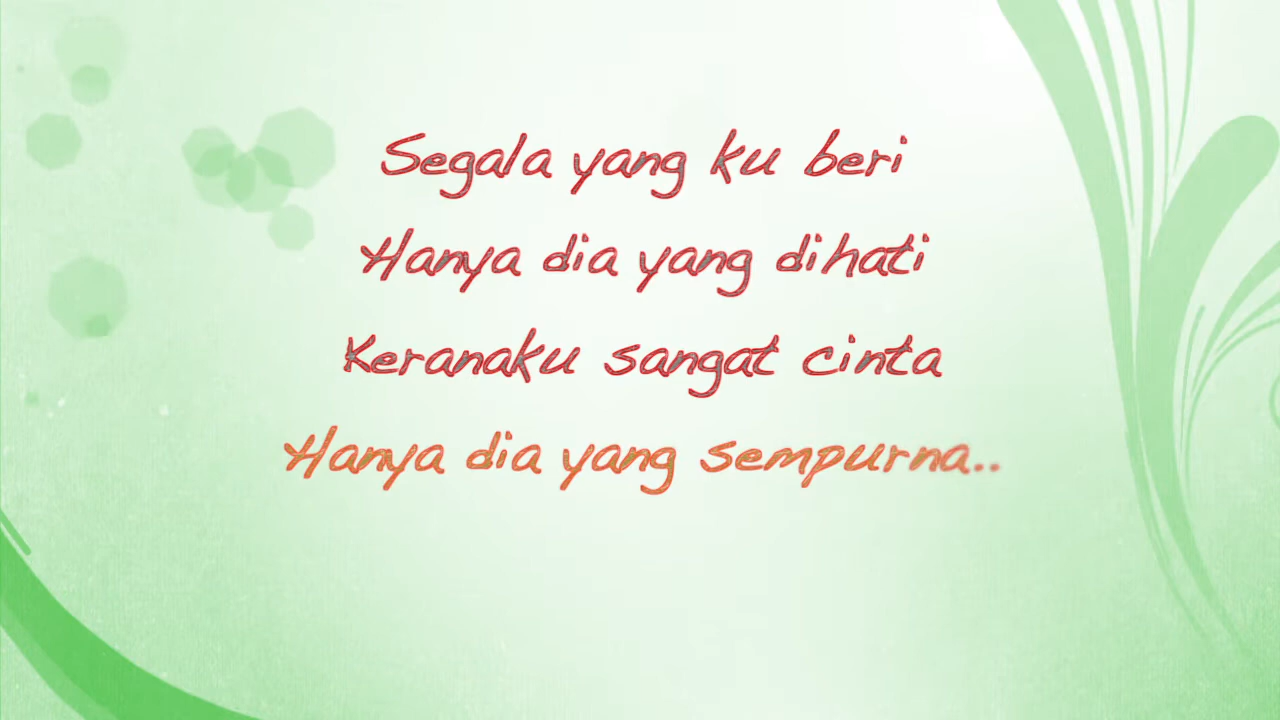 Segala yang ku beri
Hanya dia yang dihati
Keranaku sangat cinta
Hanya dia yang sempurna..